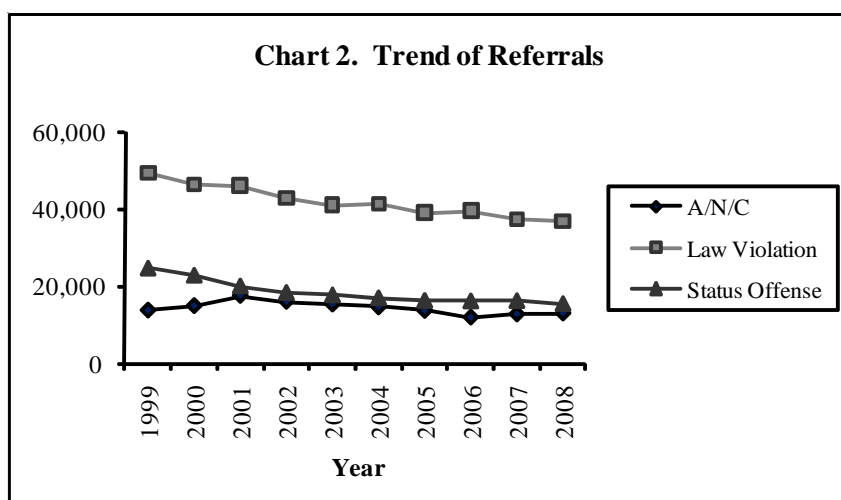 Chart 2. Trend of Referrals
60,000
40,000
20,000
0
1999
2000
2001
2002
2003
2004
2005
2006
2007
2008
Year
A/N/C
Law Violation
Status Offense